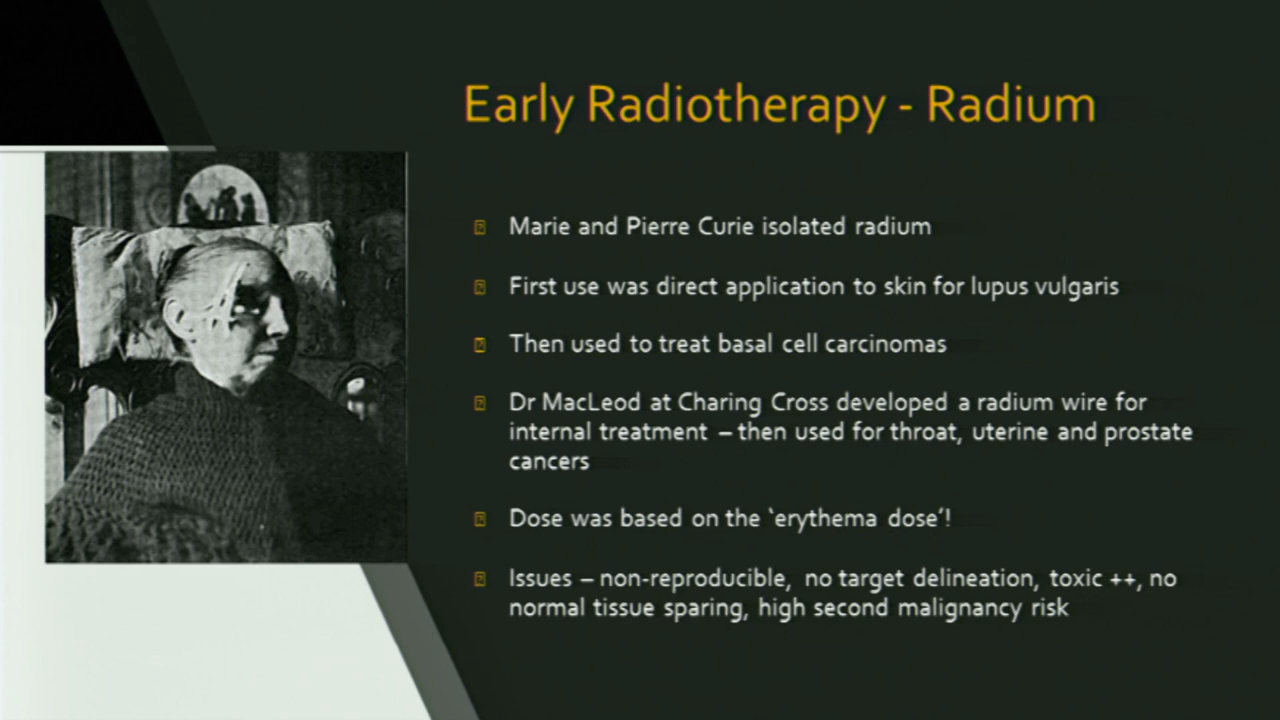 Early Radiotherapy - Radium
Marie and Pierre Curie isolated radium
First use was direct application to skin for lupus vulgaris
Then used to treat basal cell carcinomas
Dr MacLeod at Charing Cross developed a radium wire for
internal treatment – then used for throat, uterine and prostate
cancers
Dose was based on the ‘erythema dose’!
Issues – non-reproducible, no target delineation, toxic ++, no
normal tissue sparing, high second malignancy risk